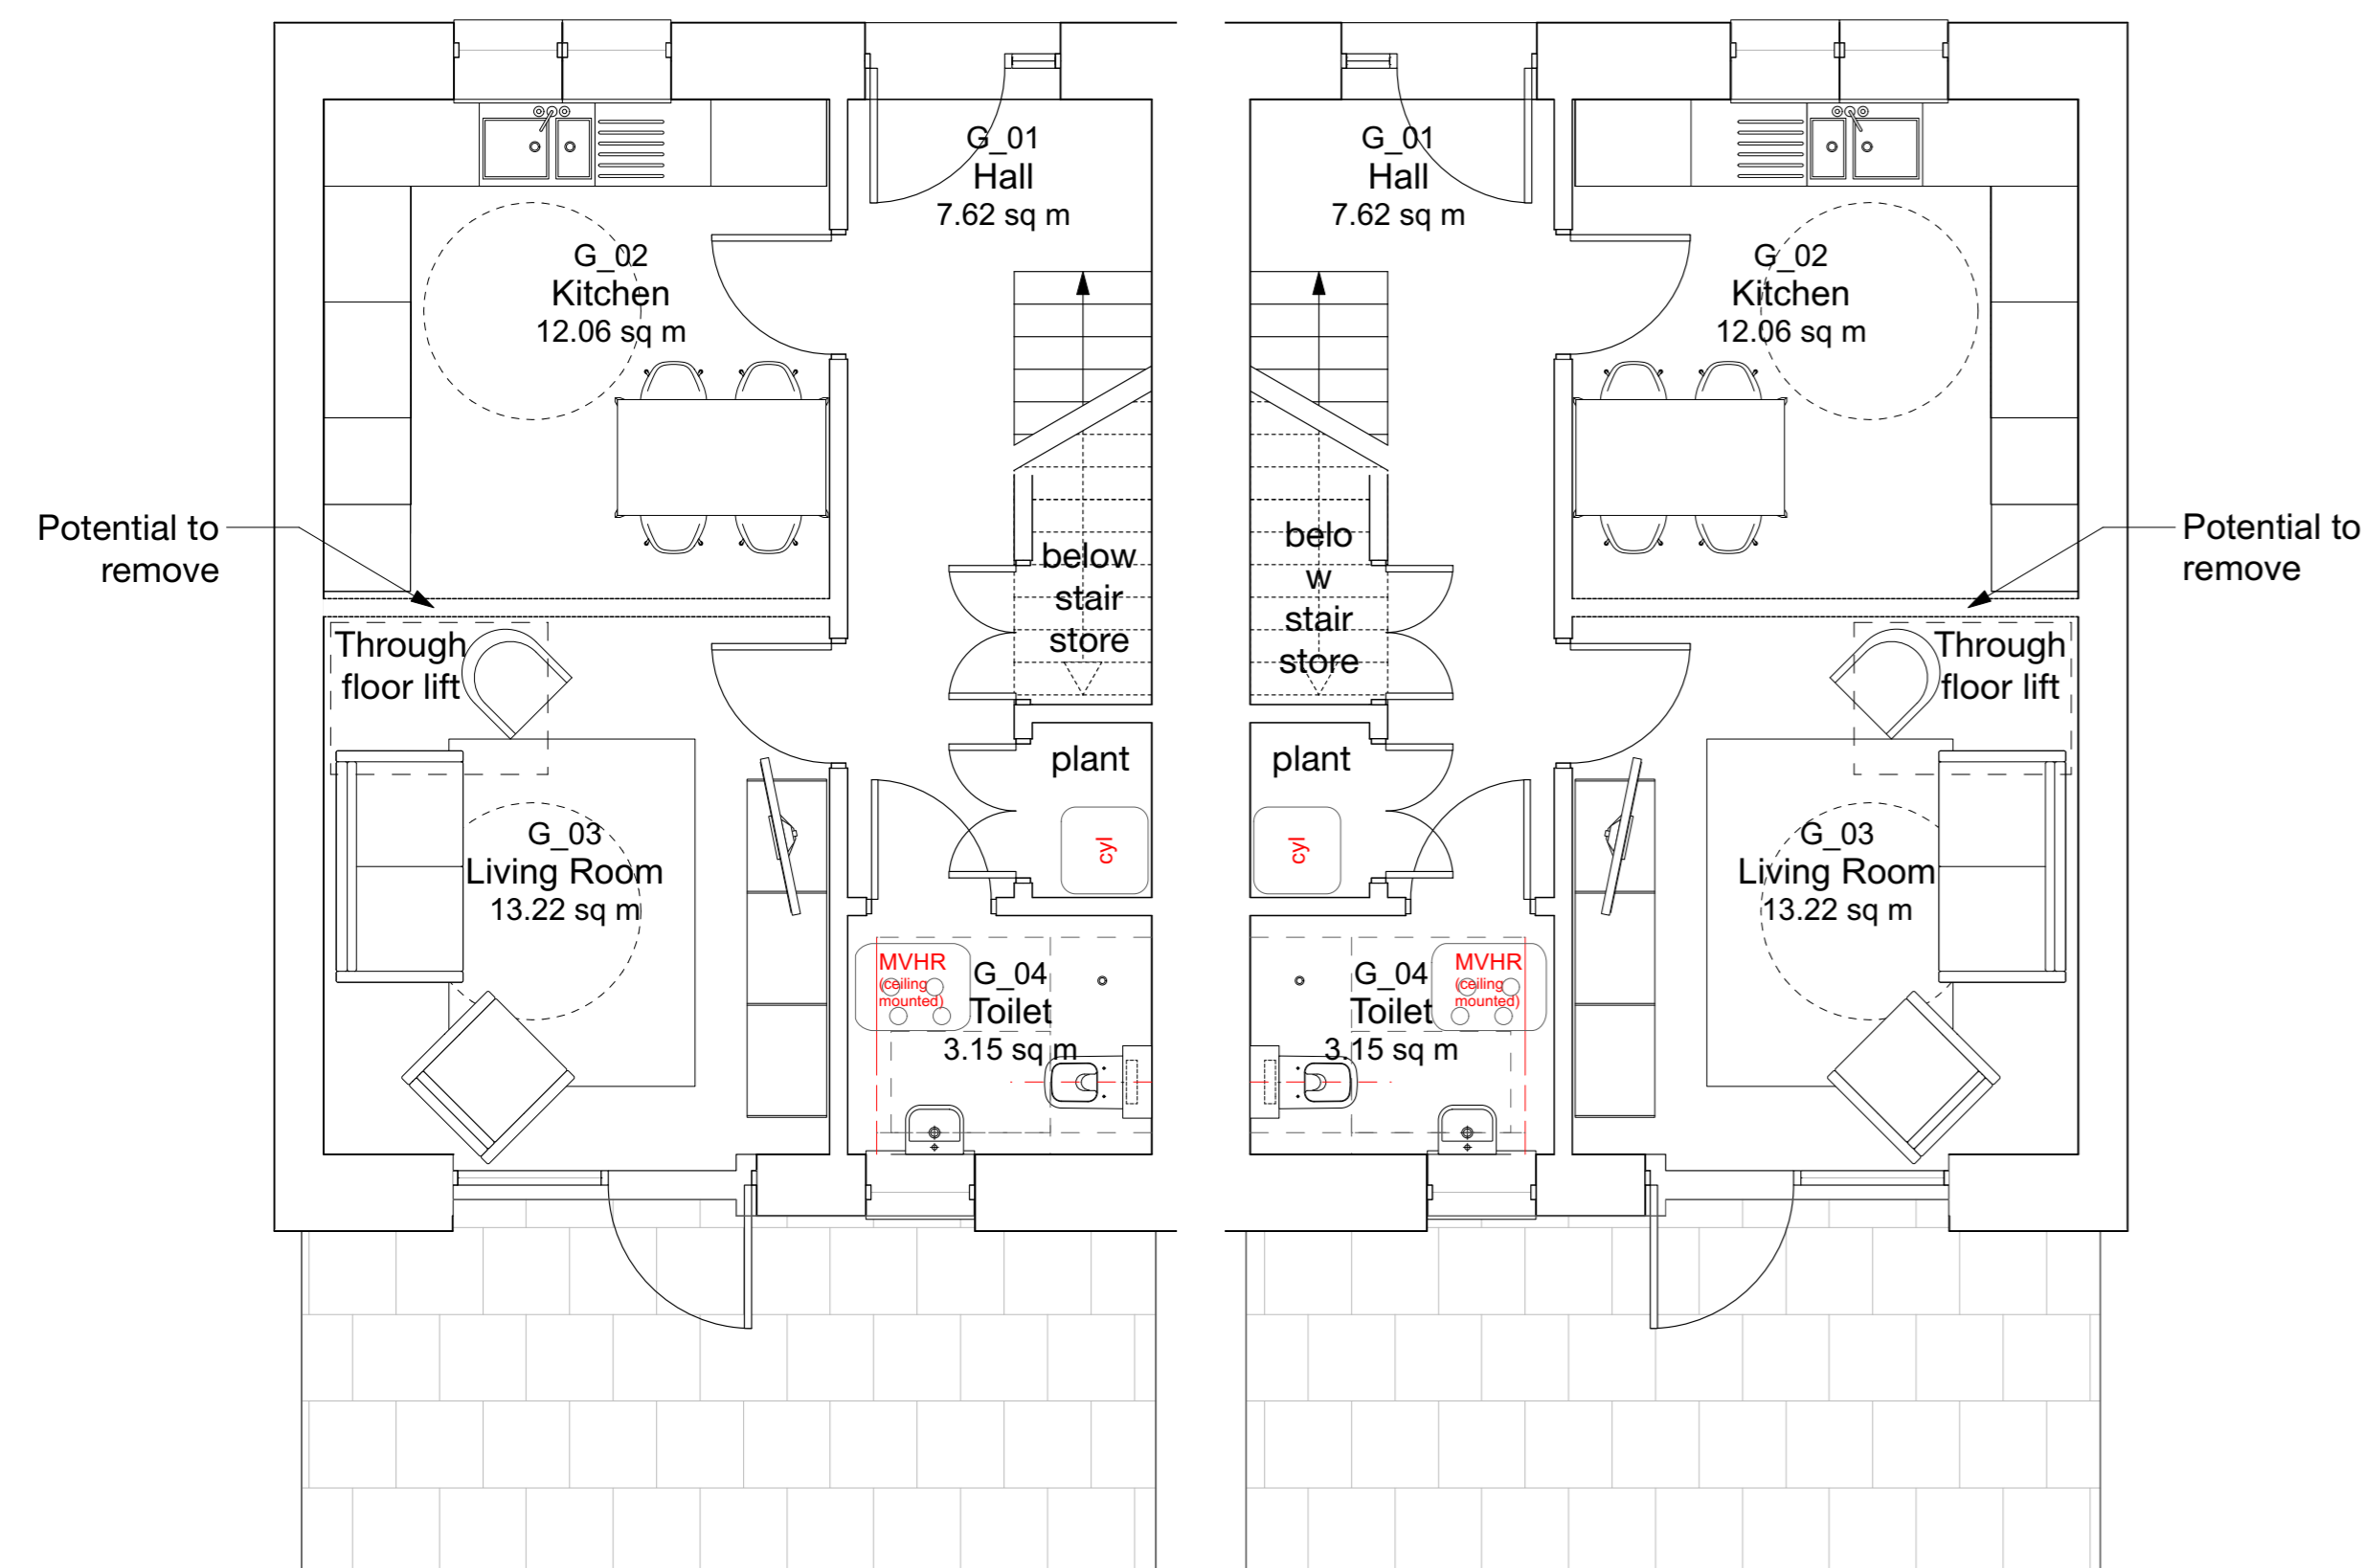 G_01
Hall
7.62 sq m
G_02
Kitchen
12.06 sq m
Potential to
remove
below
stair
store
Through
floor lift
plant
cyl
G_03
Living Room
13.22 sq m
MVHR
(ceiling
mounted)
G_04
Toilet
3.15 sq m
G_01
Hall
7.62 sq m
G_02
Kitchen
12.06 sq m
Potential to
remove
belo
w
stair
store
Through
floor lift
plant
cyl
G_03
Living Room
13.22 sq m
G_04
Toilet
3.15 sq m
MVHR
(ceiling
mounted)